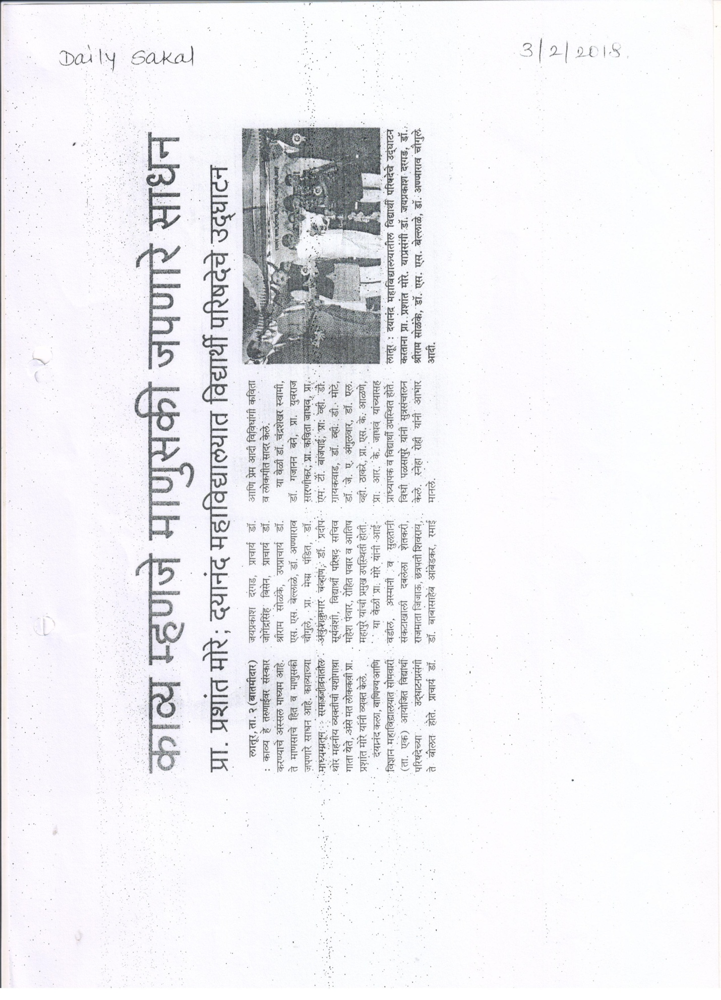 Daily Sakal
3/2/2018
काव्य म्हणजे माणुसकी जपणारे साधन
प्रा. प्रशांत मोरे; दयानंद महाविद्यालयात विद्यार्थी परिषदेचे उद्‌घाटन
लातूर, ता. २ (बातमीदार)
: काव्य हे तरुणाईवर संस्कार
करण्याचे अस्सल माध्यम आहे.
ते माणसाचे हित व माणुसकी
जपणारे साधन आहे. काव्याच्या
माध्यमातून समाजजीवनातील
थोर महनीय व्यक्तींची यशोगाथा
गाता येते, असे मत लोककवी प्रा.
प्रशांत मोरे यांनी व्यक्त केले.
दयानंद कला, वाणिज्य आणि
विज्ञान महाविद्यालयात सोमवारी
(ता. एक) आयोजित विद्यार्थी
परिषदेच्या उद्‌घाटनप्रसंगी
ते बोलत होते. प्राचार्य डॉ.
जयप्रकाश दरगड, प्राचार्य डॉ.
जोगेंद्रसिंह बिसेन, प्राचार्य डॉ.
श्रीराम सोळंके, उपप्राचार्य डॉ.
एस. एस. बेल्लाळे, डॉ. अण्णाराव
चौगुले, प्रा. मेघा पंडित, डॉ.
अंकुशकुमार चव्हाण, डॉ. प्रदीप
सूर्यवंशी, विद्यार्थी परिषद सचिव
महेश पवार, रोहित पवार व आतिष
महापुरे यांची प्रमुख उपस्थिती होती.
या वेळी प्रा. मोरे यांनी आई-
वडील, अस्मानी व सुलतानी
संकटाखाली दबलेला शेतकरी,
राजमाता जिजाऊ, छत्रपती शिवराय,
डॉ. बाबासाहेब आंबेडकर, रमाई
आणि प्रेम आदी विविधांगी कविता
व लोकगीत सादर केले.
या वेळी डॉ. चंद्रशेखर स्वामी,
डॉ. गजानन बने, प्रा. युवराज
सारणीकर, प्रा. कविता जाधव, प्रा.
एस. टी. बाजपाई, प्रा. व्ही. डी.
गायकवाड, डॉ. व्ही. डी. मोटे,
डॉ. जे. ए. अंगुलवार, डॉ. एल.
व्ही. ठाकरे, प्रा. एस. के. आळणे,
प्रा. आर. के. जाधव यांच्यासह
प्राध्यापक व विद्यार्थी उपस्थित होते.
विधी पळसापुरे यांनी सुत्रसंचालन
केले. स्नेहा रोही यांनी आभार
मानले.
लातूर : दयानंद महाविद्यालयातील विद्यार्थी परिषदेचे उद्‌घाटन
करताना प्रा. प्रशांत मोरे. याप्रसंगी डॉ. जयप्रकाश दरगड, डॉ.
श्रीराम सोळंके, डॉ. एस. एस. बेल्लाळे, डॉ. अण्णाराव चौगुले
आदी.